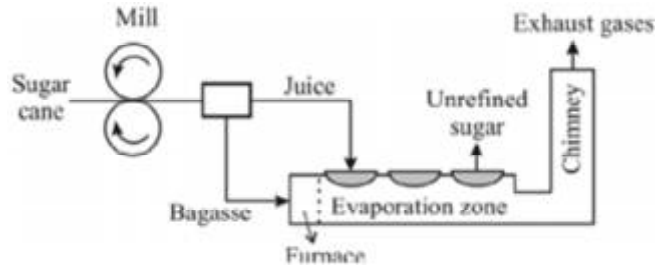 Mill
Exhaust gases
Sugar
cane
Juice
Unrefined
sugar
Chimney
Bagasse
Evaporation zone
Furnace